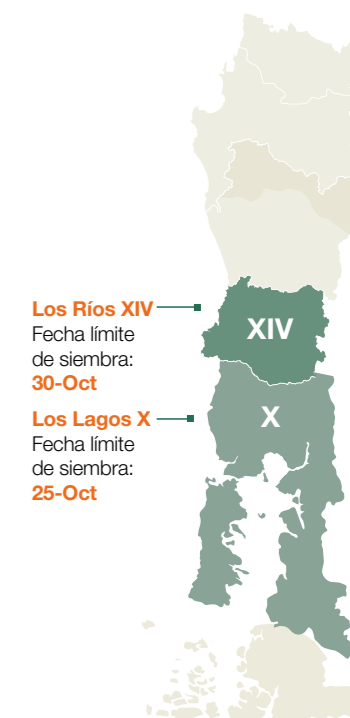 Los Ríos XIV
Fecha límite
de siembra:
30-Oct
Los Lagos X
Fecha límite
de siembra:
25-Oct
XIV
X